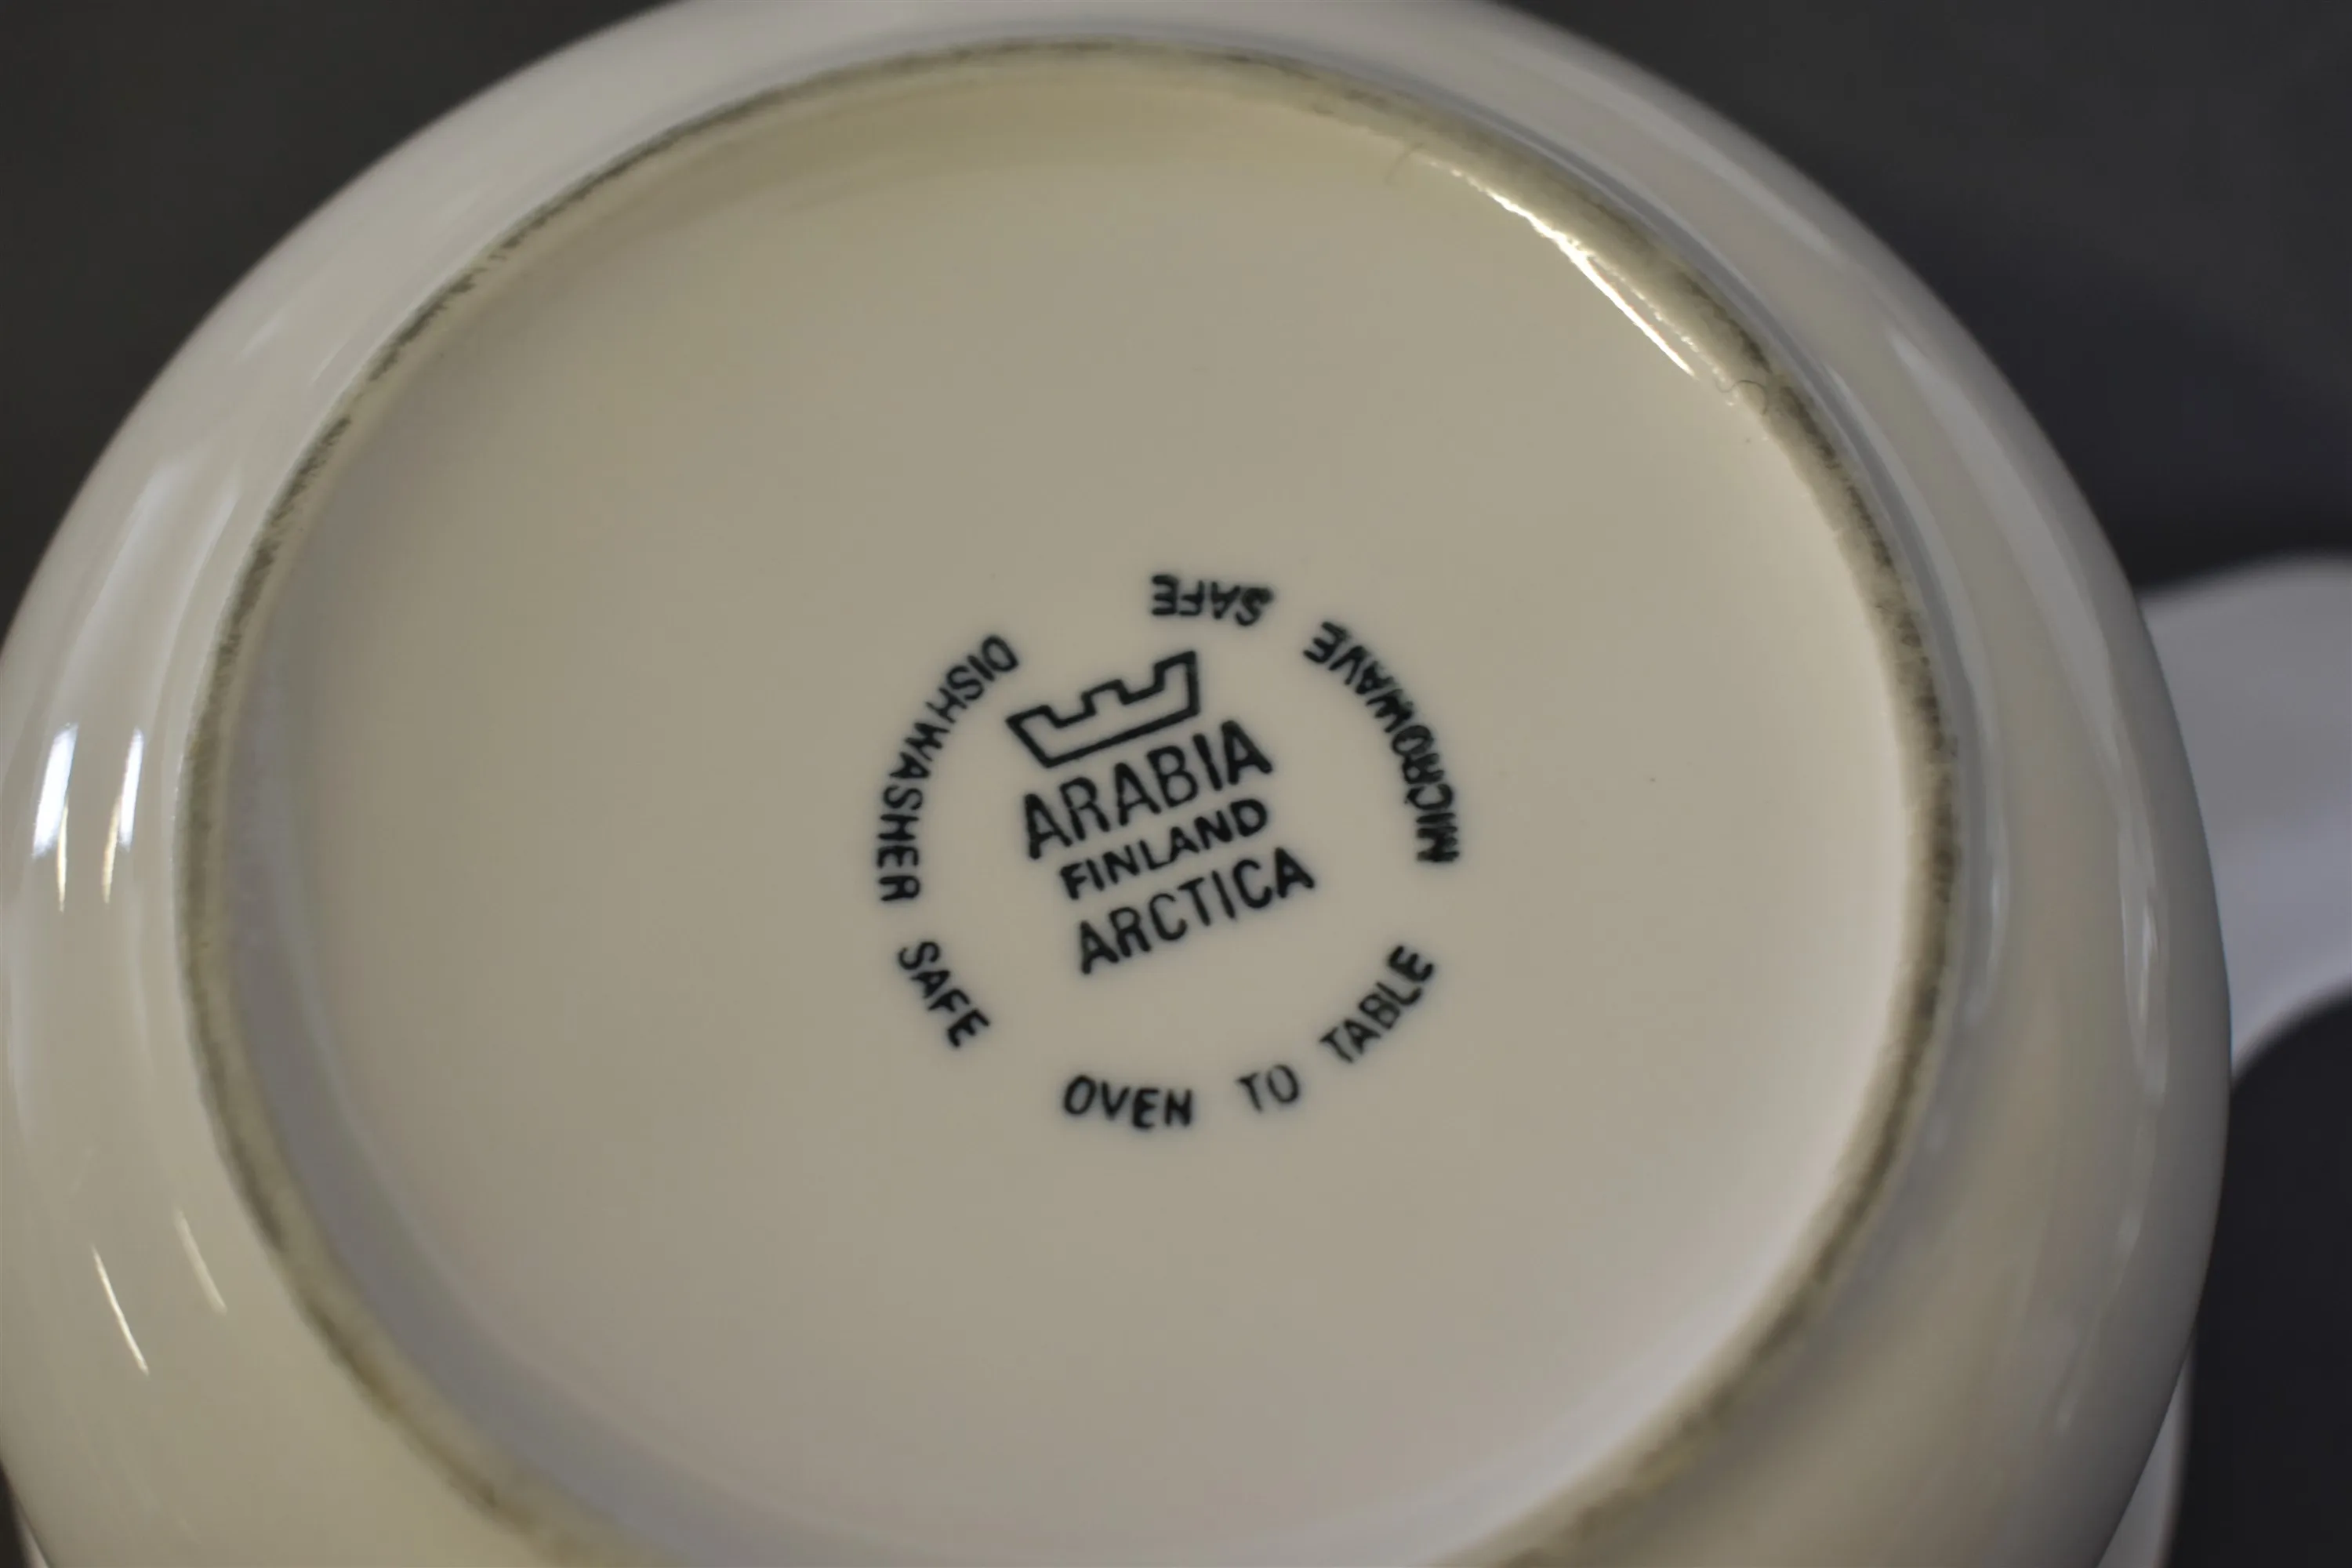 ARABIA
FINLAND
ARCTICA
DISHWASHER SAFE
OVEN TO TABLE
MICROWAVE SAFE